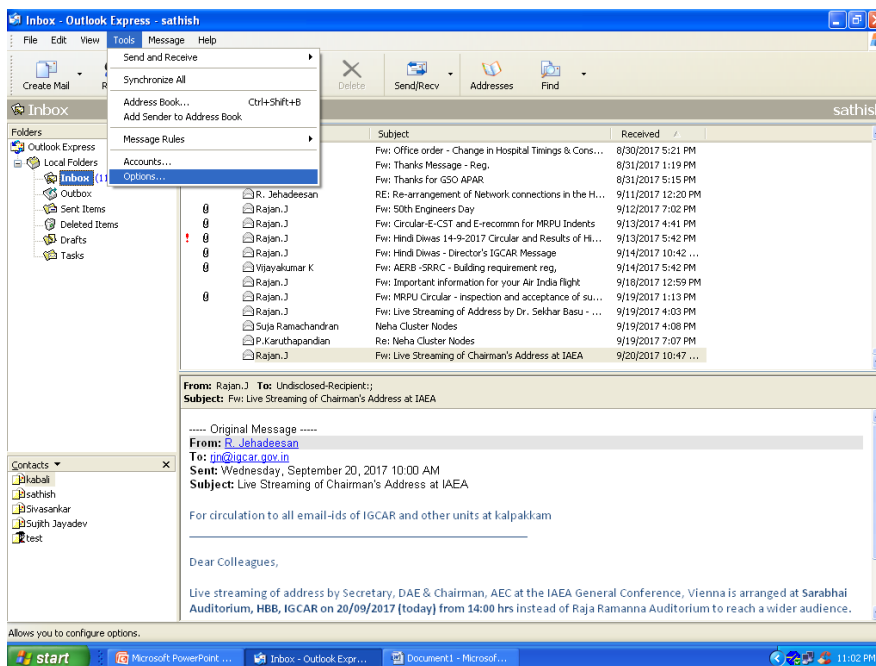 Inbox - Outlook Express - sathish
File Edit View Tools Message Help
Create Mail R Delete Send/Recv Addresses Find
Inbox sathis
Send and Receive
Synchronize All
Address Book... Ctrl+Shift+B
Add Sender to Address Book
Message Rules
Accounts...
Options...
Folders
Outlook Express
Local Folders
Inbox (11
Outbox
Sent Items
Deleted Items
Drafts
Tasks
Subject Received
Fw: Office order - Change in Hospital Timings & Cons... 8/30/2017 5:21 PM
Fw: Thanks Message - Reg. 8/31/2017 1:19 PM
Fw: Thanks for GSO APAR 8/31/2017 5:15 PM
R. Jehadeesan RE: Re-arrangement of Network connections in the H... 9/11/2017 12:20 PM
Rajan.J Fw: 50th Engineers Day 9/12/2017 7:02 PM
Rajan.J Fw: Circular-E-CST and E-recommn for MRPU Indents 9/13/2017 4:41 PM
! Rajan.J Fw: Hindi Diwas 14-9-2017 Circular and Results of Hi... 9/13/2017 5:42 PM
Rajan.J Fw: Hindi Diwas - Director's IGCAR Message 9/14/2017 10:42 ...
Vijayakumar K Fw: AERB -SRRC - Building requirement reg, 9/14/2017 5:42 PM
Rajan.J Fw: Important information for your Air India flight 9/18/2017 12:59 PM
Rajan.J Fw: MRPU Circular - inspection and acceptance of su... 9/19/2017 1:13 PM
Rajan.J Fw: Live Streaming of Address by Dr. Sekhar Basu - ... 9/19/2017 4:03 PM
Suja Ramachandran Neha Cluster Nodes 9/19/2017 4:08 PM
P.Karuthapandian Re: Neha Cluster Nodes 9/19/2017 7:07 PM
Rajan.J Fw: Live Streaming of Chairman's Address at IAEA 9/20/2017 10:47 ...
From: Rajan.J To: Undisclosed-Recipient:;
Subject: Fw: Live Streaming of Chairman's Address at IAEA
----- Original Message -----
From: R. Jehadeesan
To: rjn@igcar.gov.in
Sent: Wednesday, September 20, 2017 10:00 AM
Subject: Live Streaming of Chairman's Address at IAEA
For circulation to all email-ids of IGCAR and other units at kalpakkam
Dear Colleagues,
Live streaming of address by Secretary, DAE & Chairman, AEC at the IAEA General Conference, Vienna is arranged at Sarabhai
Auditorium, HBB, IGCAR on 20/09/2017 (today) from 14:00 hrs instead of Raja Ramanna Auditorium to reach a wider audience.
Contacts
kabali
sathish
Sivasankar
Sujith Jayadev
test
Allows you to configure options.
start Microsoft PowerPoint ... Inbox - Outlook Expr... Document1 - Microsof... 11:02 PM